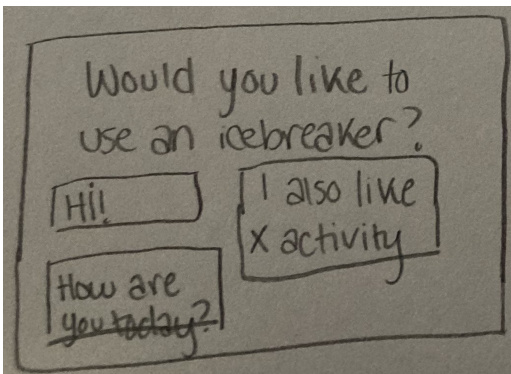 Would you like to
use an icebreaker?
Hi!
I also like
X activity
How are
you today?